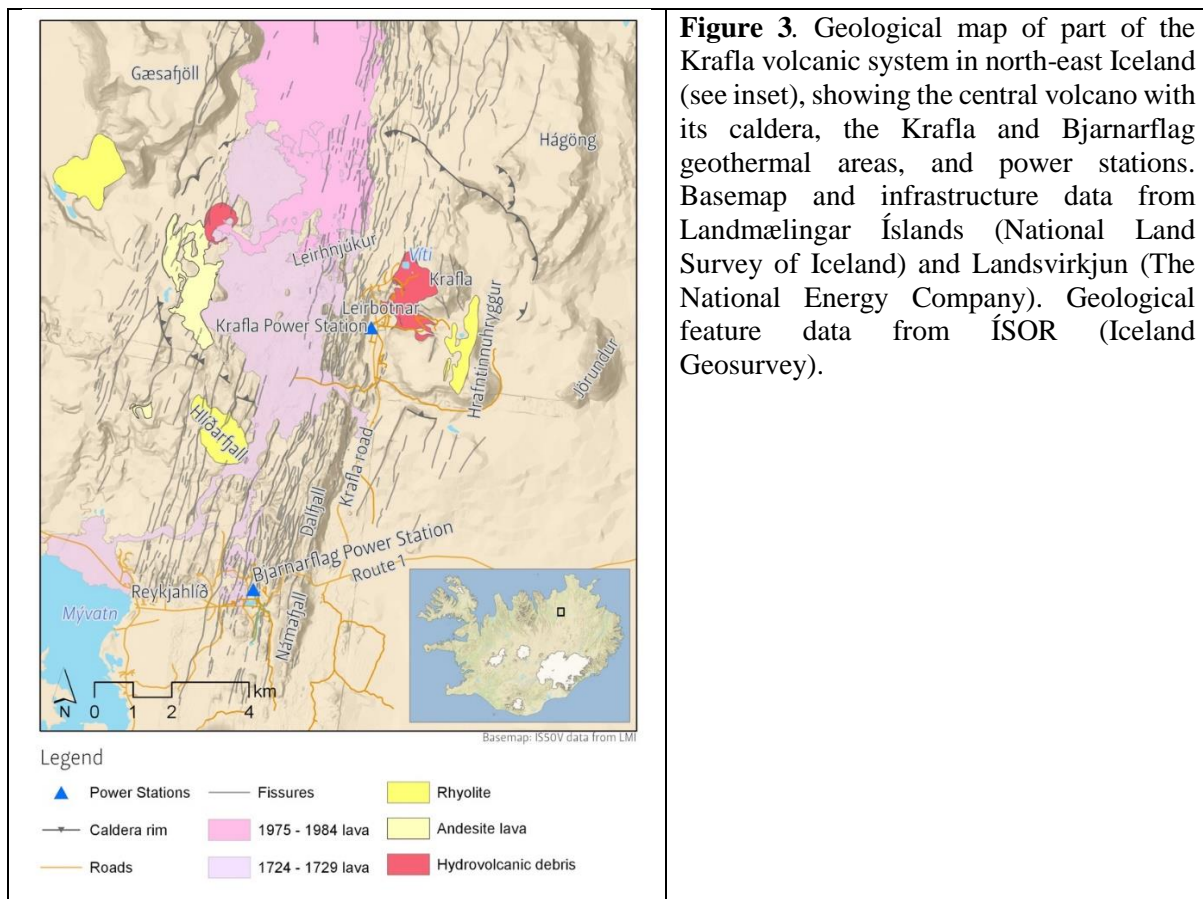 Gæsafjöll
Hágöng
Leirhnjúkur
Víti
Krafla
Leirbotnar
Krafla Power Station
Hrafntinnuhryggur
Jörundur
Hlíðarfjall
Krafla road
Dalfjall
Bjarnarflag Power Station
Route 1
Reykjahlíð
Mývatn
Námafjall
km
N 0 1 2 4
Basemap: IS50V data from LMI
Legend
Power Stations Fissures Rhyolite
Caldera rim 1975 - 1984 lava Andesite lava
Roads 1724 - 1729 lava Hydrovolcanic debris
Figure 3. Geological map of part of the
Krafla volcanic system in north-east Iceland
(see inset), showing the central volcano with
its caldera, the Krafla and Bjarnarflag
geothermal areas, and power stations.
Basemap and infrastructure data from
Landmælingar Íslands (National Land
Survey of Iceland) and Landsvirkjun (The
National Energy Company). Geological
feature data from ÍSOR (Iceland
Geosurvey).